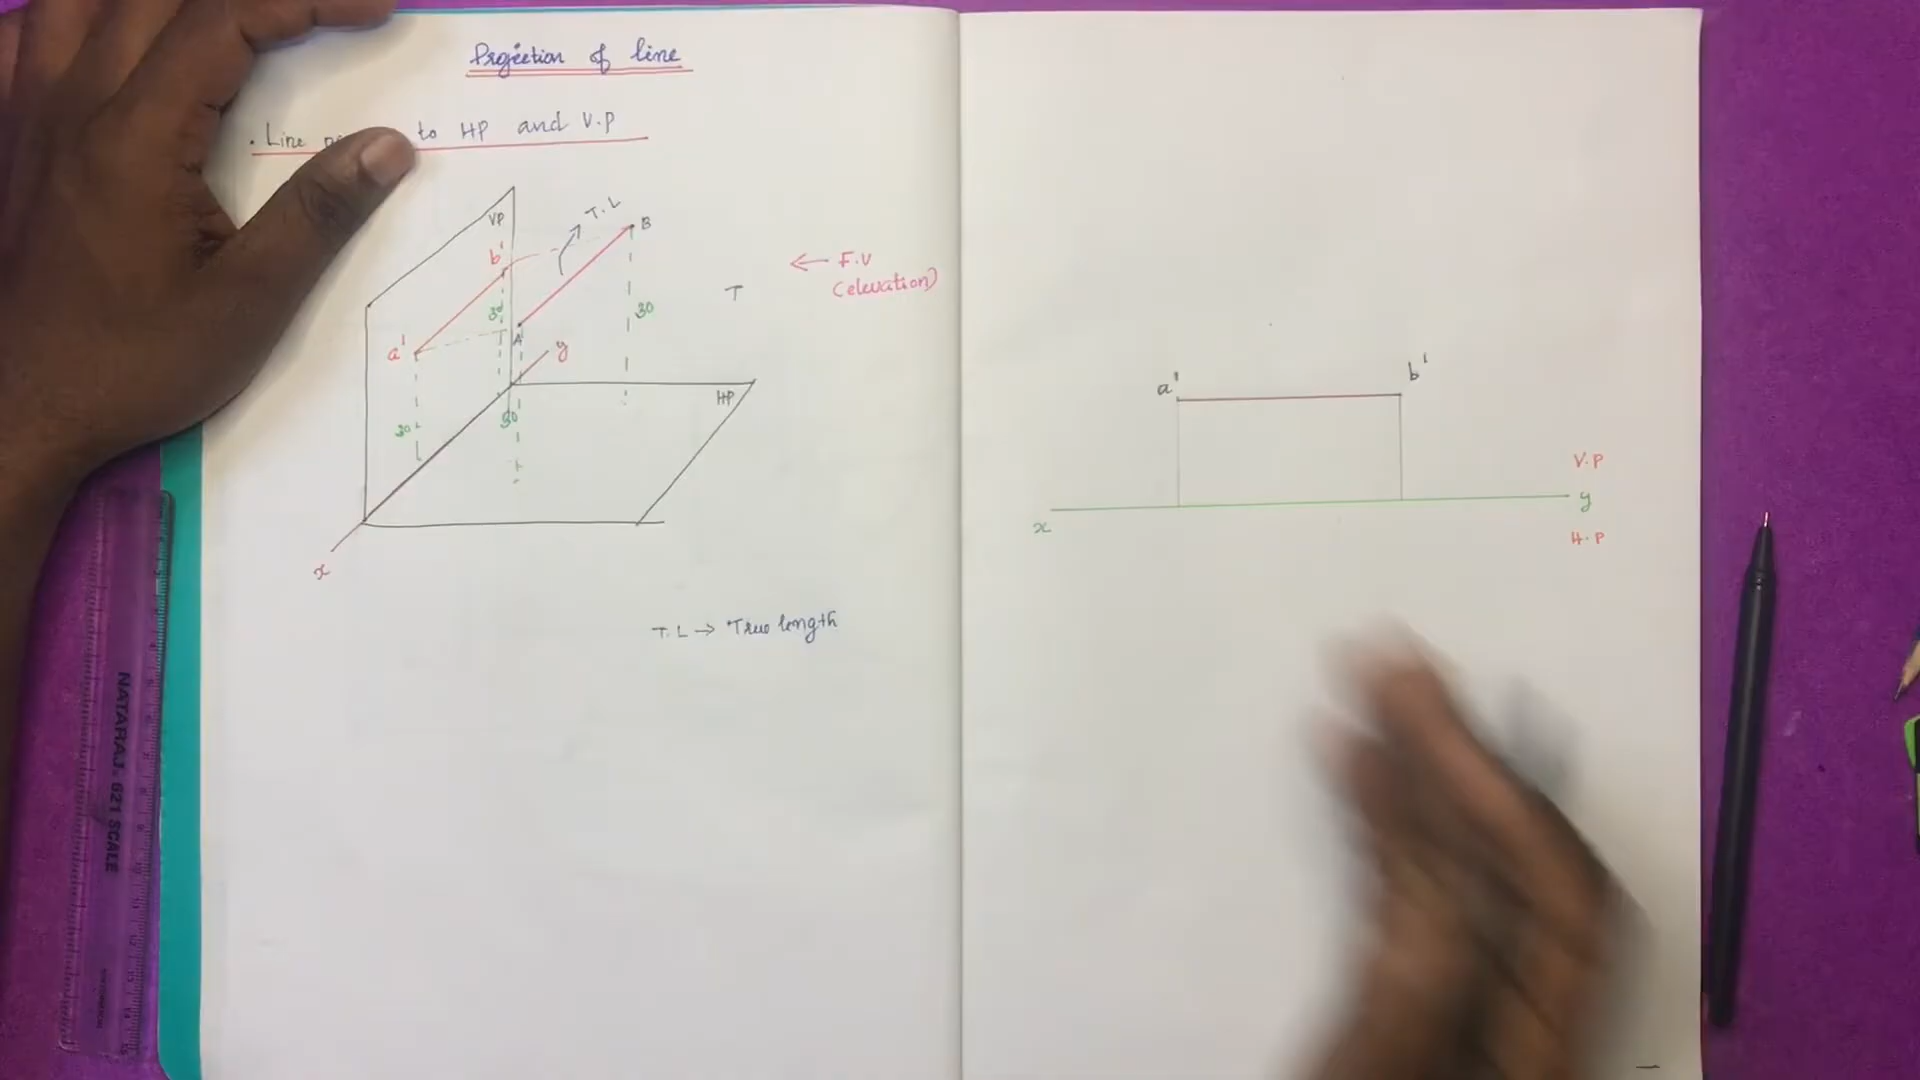 Projection of line
. Line to HP and V.P
VP
T.L
B
b'
F.V
(elevation)
T
30
30
A
a'
y
HP
30
30
x
T.L → True length
a'
b'
V.P
y
x
H.P
NATARAJ-621 SCALE